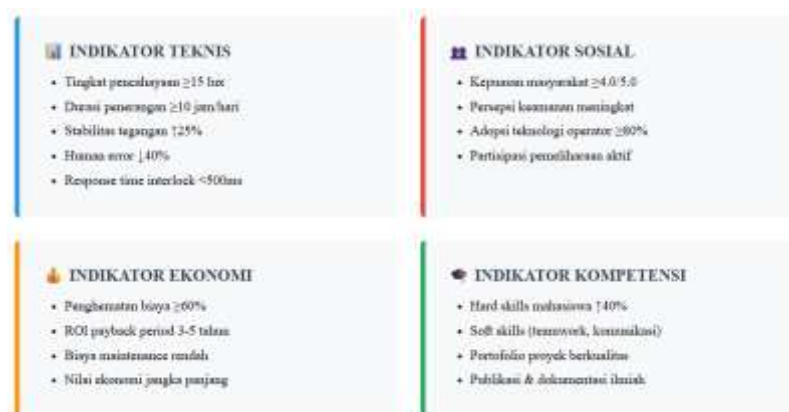 INDIKATOR TEKNIS
• Tingkat pencahayaan ≥15 lux
• Durasi penerangan ≥10 jam/hari
• Stabilitas tegangan ↑25%
• Human error ↓40%
• Response time interlock <500ms
INDIKATOR SOSIAL
• Kepuasan masyarakat ≥4.0/5.0
• Persepsi keamanan meningkat
• Adopsi teknologi operator ≥80%
• Partisipasi pemeliharaan aktif
INDIKATOR EKONOMI
• Penghematan biaya ≥60%
• ROI payback period 3-5 tahun
• Biaya maintenance rendah
• Nilai ekonomi jangka panjang
INDIKATOR KOMPETENSI
• Hard skills mahasiswa ↑40%
• Soft skills (teamwork, komunikasi)
• Portofolio proyek berkualitas
• Publikasi & dokumentasi ilmiah